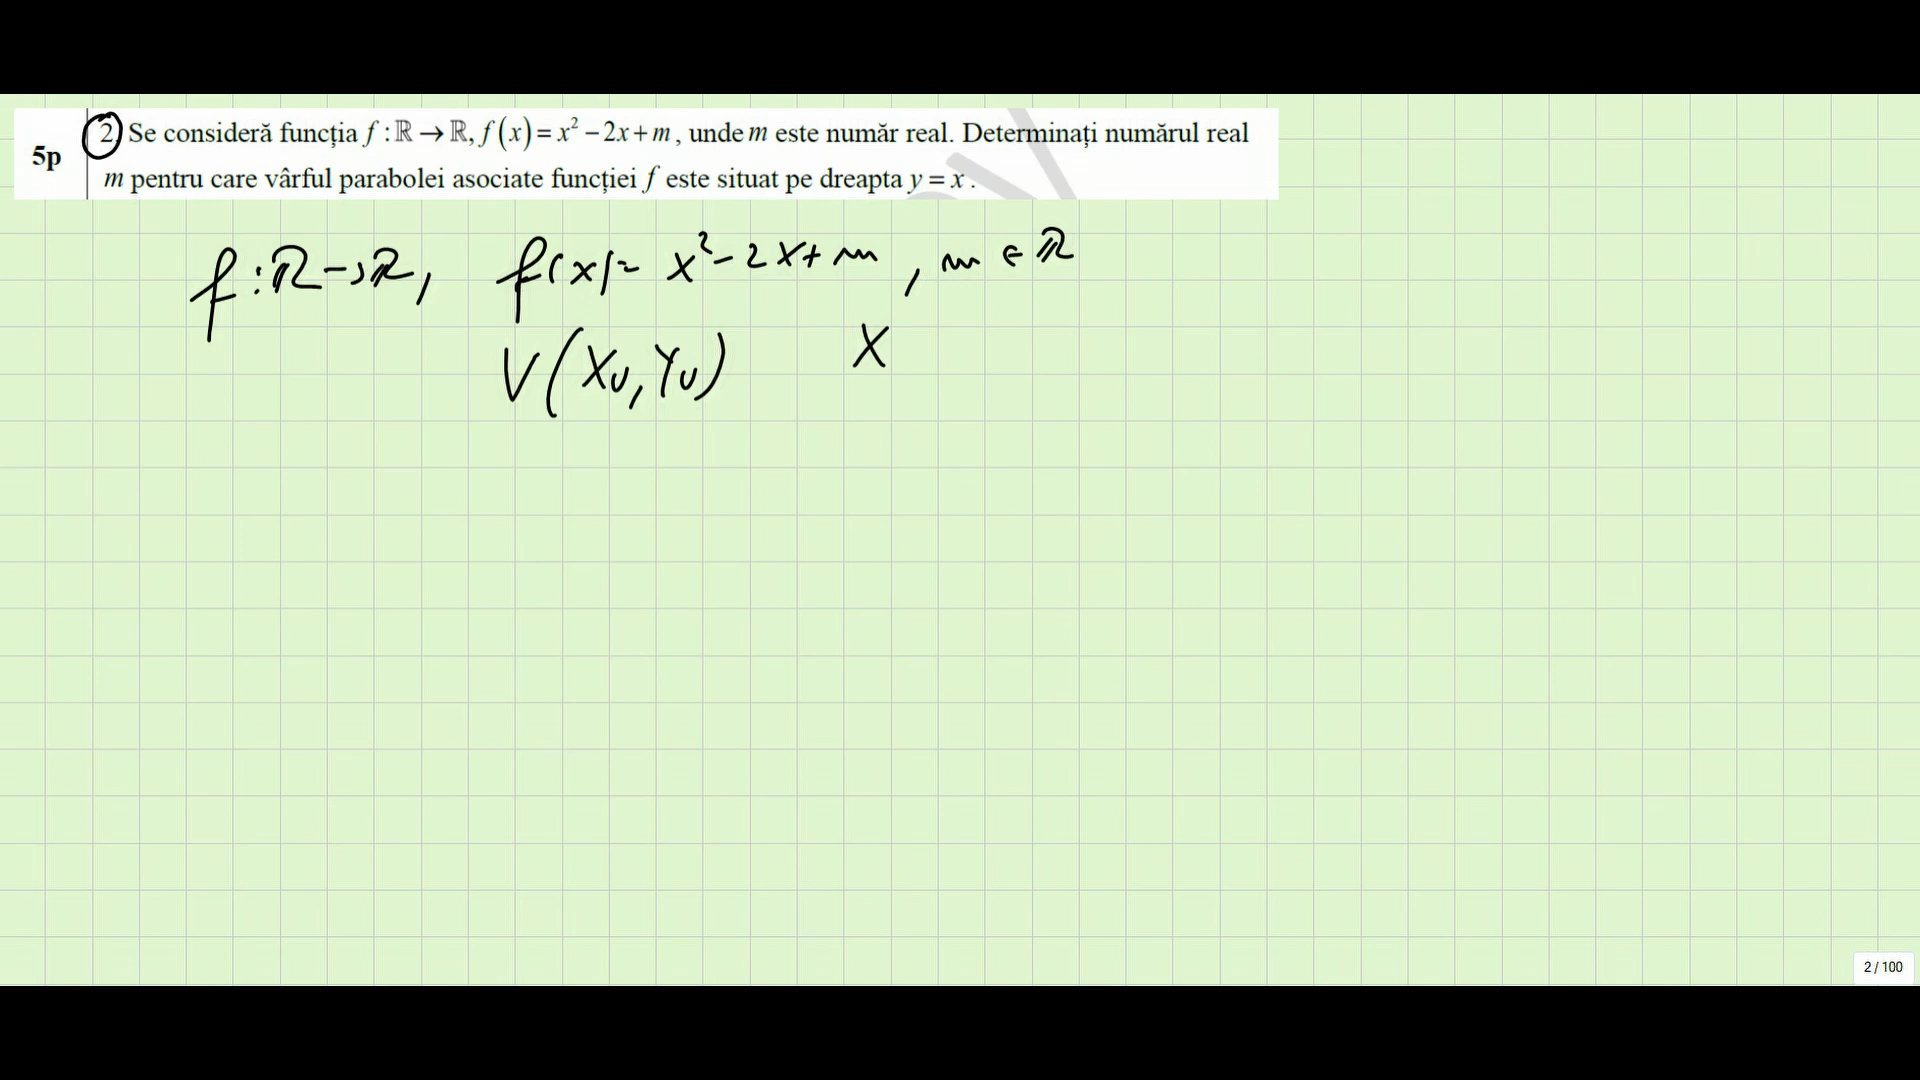 5p
2. Se consideră funcția f : ℝ → ℝ, f(x) = x² − 2x + m, unde m este număr real. Determinați numărul real
m pentru care vârful parabolei asociate funcției f este situat pe dreapta y = x.
f : ℝ → ℝ, f(x) = x² − 2x + m, m ∈ ℝ
V(Xv, Yv) X
2 / 100